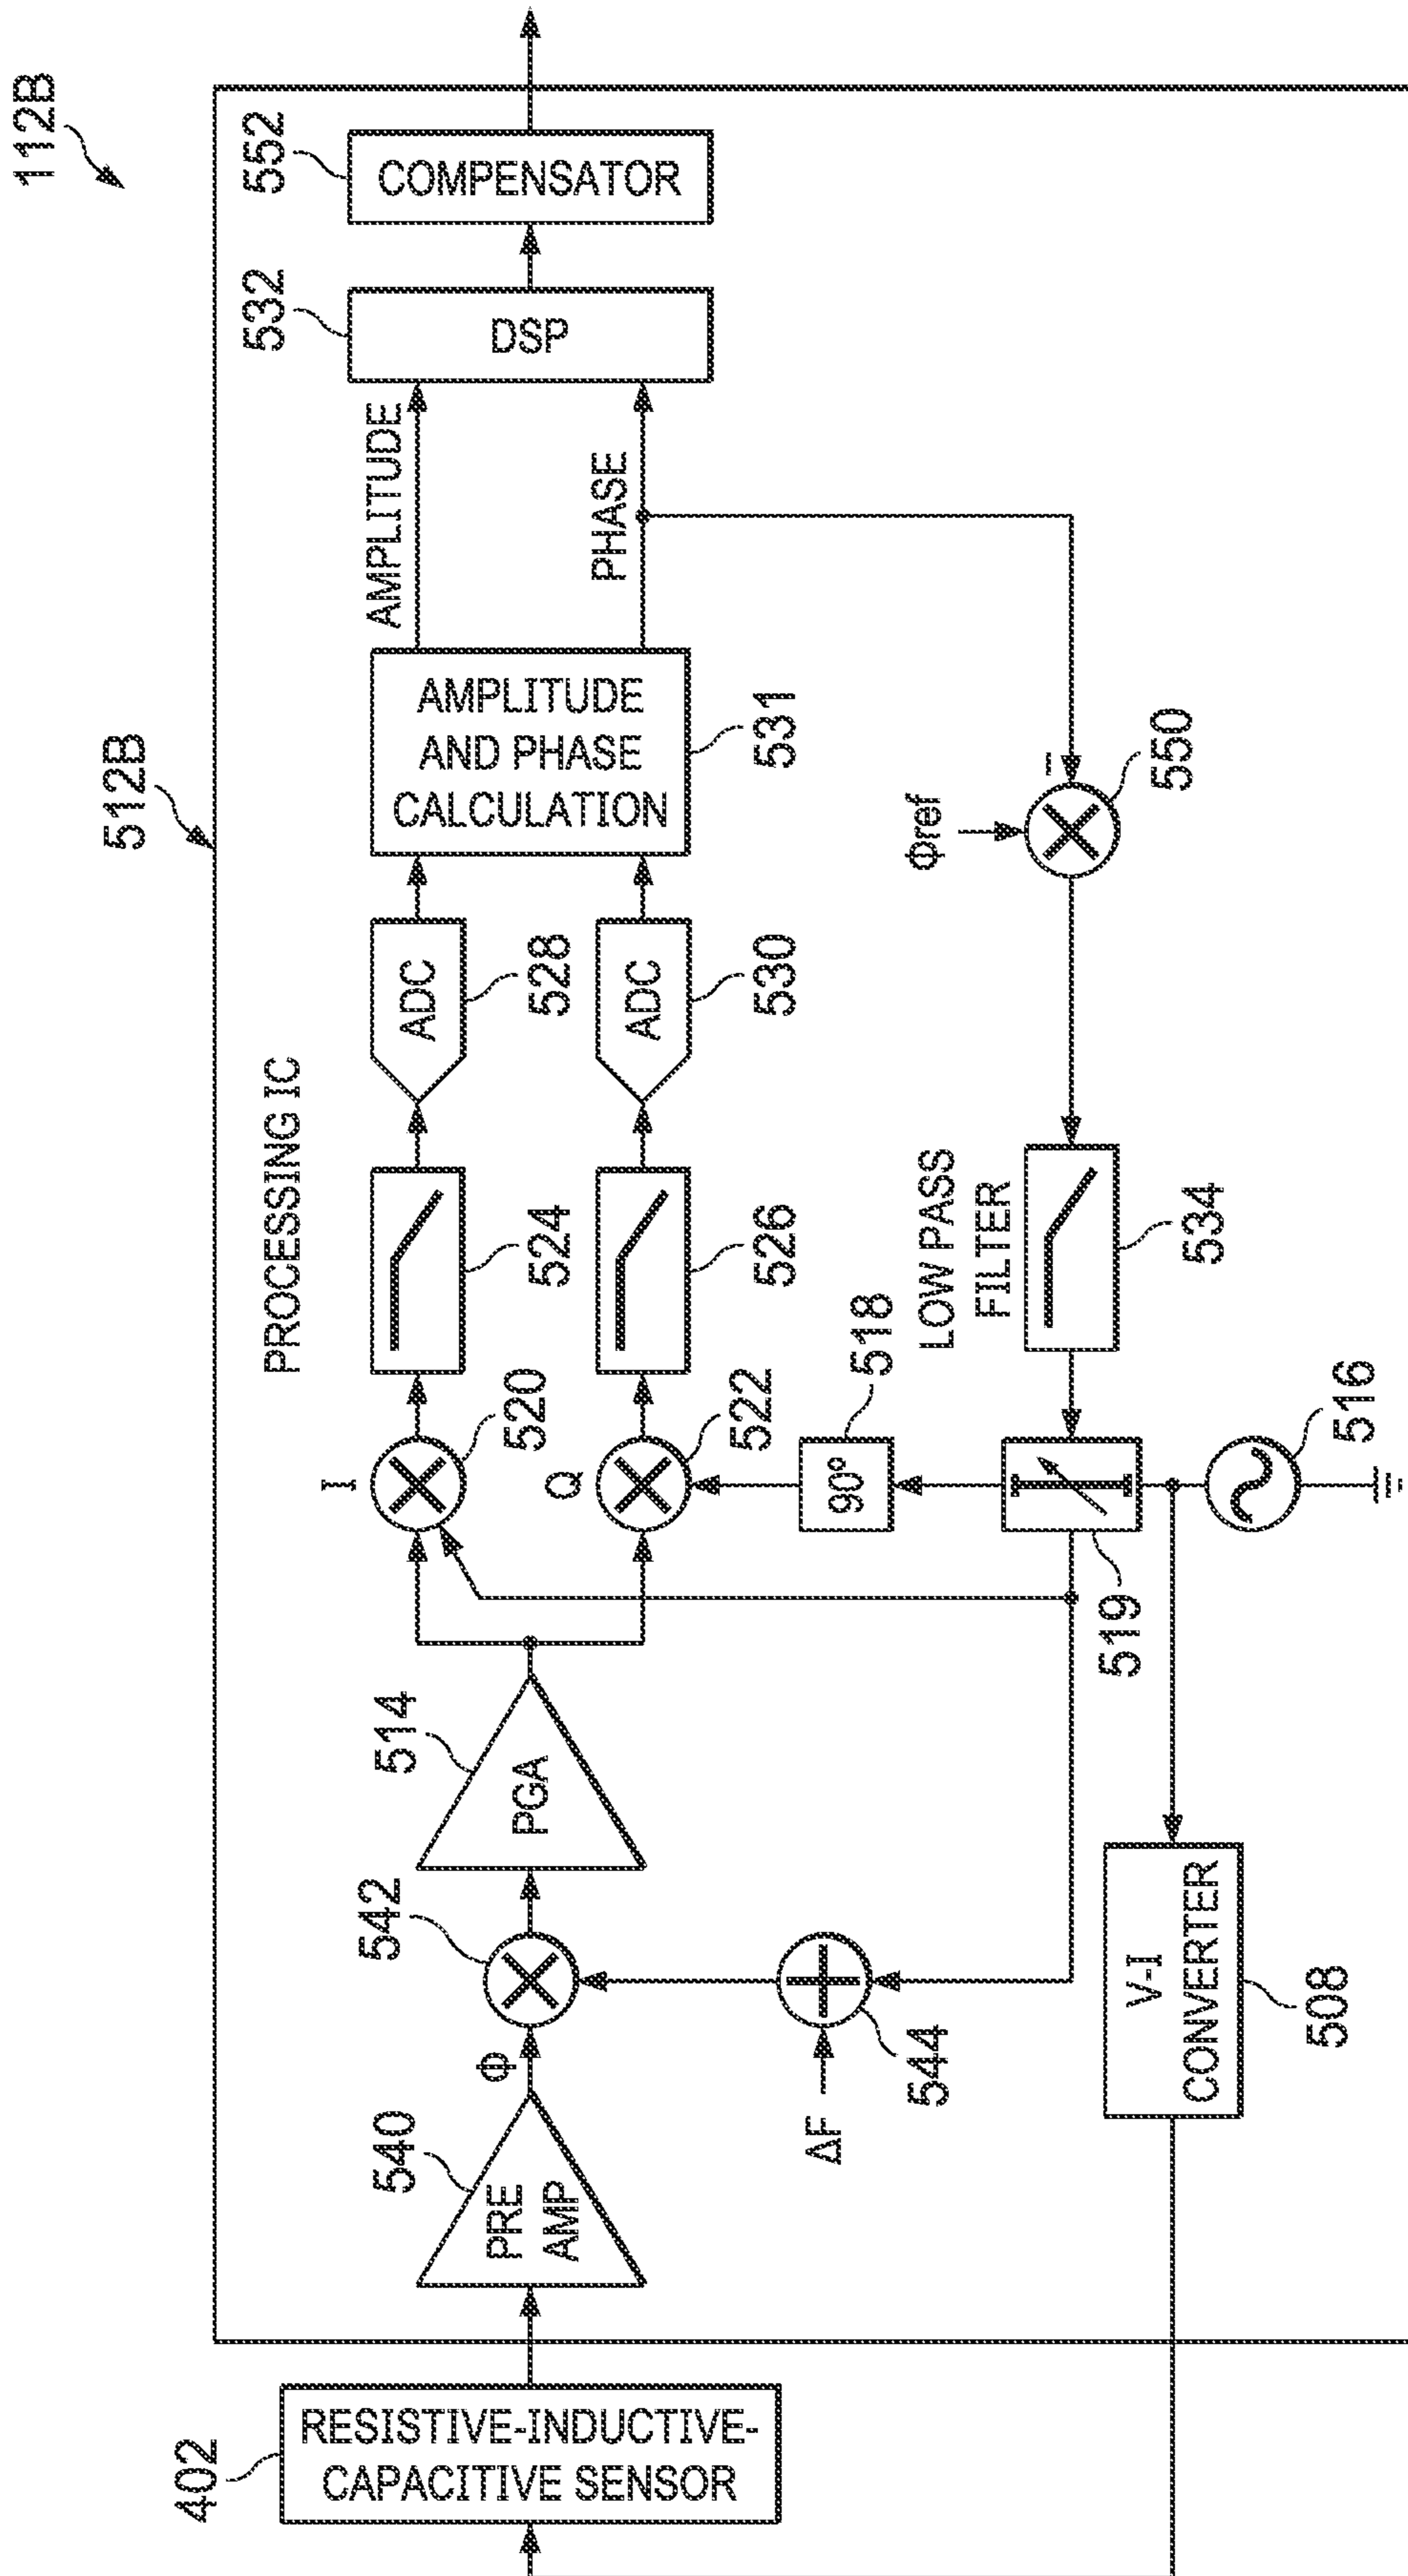 112B
512B
PROCESSING IC
402
RESISTIVE-INDUCTIVE-
CAPACITIVE SENSOR
540
PRE
AMP
Φ
542
514
PGA
I
520
524
528
ADC
AMPLITUDE
AND PHASE
CALCULATION
531
AMPLITUDE
PHASE
532
DSP
552
COMPENSATOR
Q
522
526
530
ADC
ΔF
544
90°
518
519
516
LOW PASS
FILTER
534
Φref
−
550
V-I
CONVERTER
508